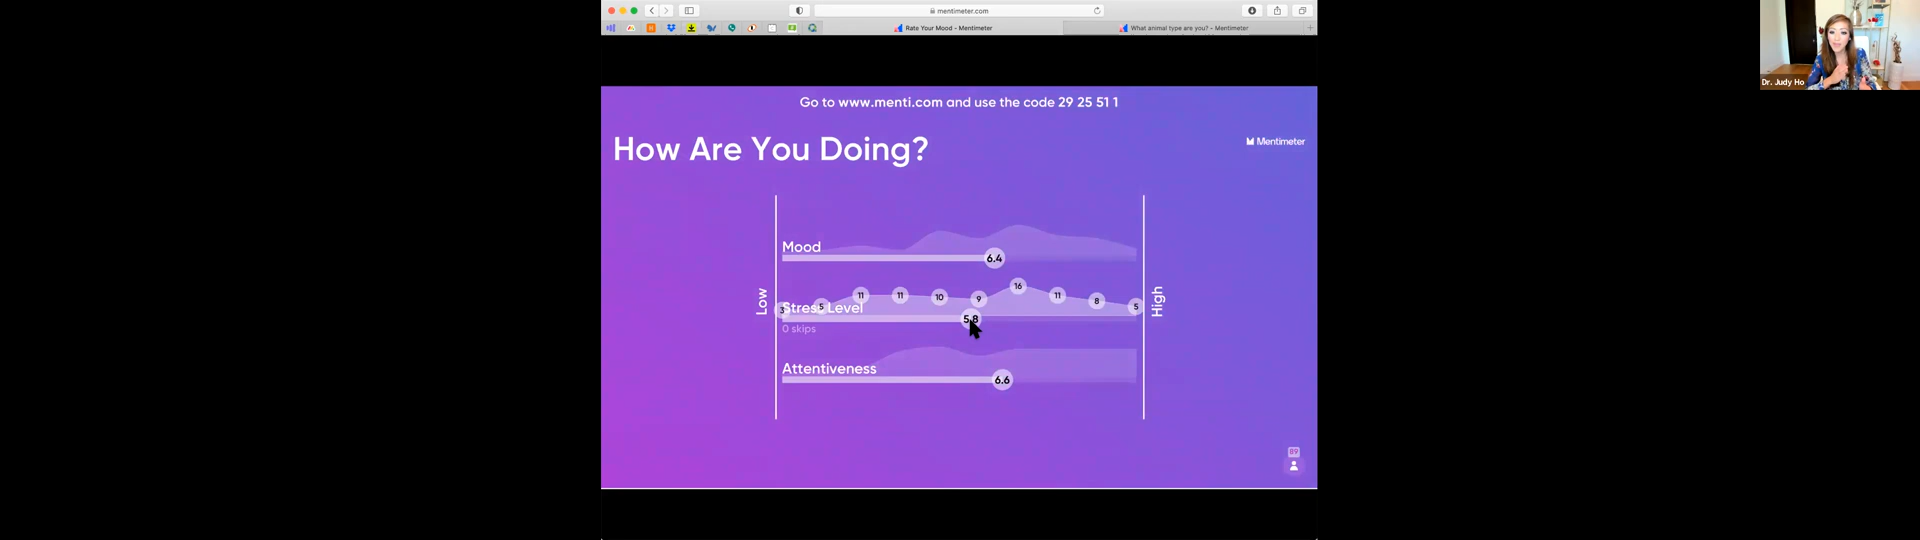 mentimeter.com
Rate Your Mood – Mentimeter
What animal type are you? – Mentimeter
Dr. Judy Ho
Go to www.menti.com and use the code 29 25 51 1
How Are You Doing?
Mentimeter
Mood
6.4
3 5 11 11 10 9 16 11 8 5
Low
Stress Level
High
5.8
0 skips
Attentiveness
6.6
89